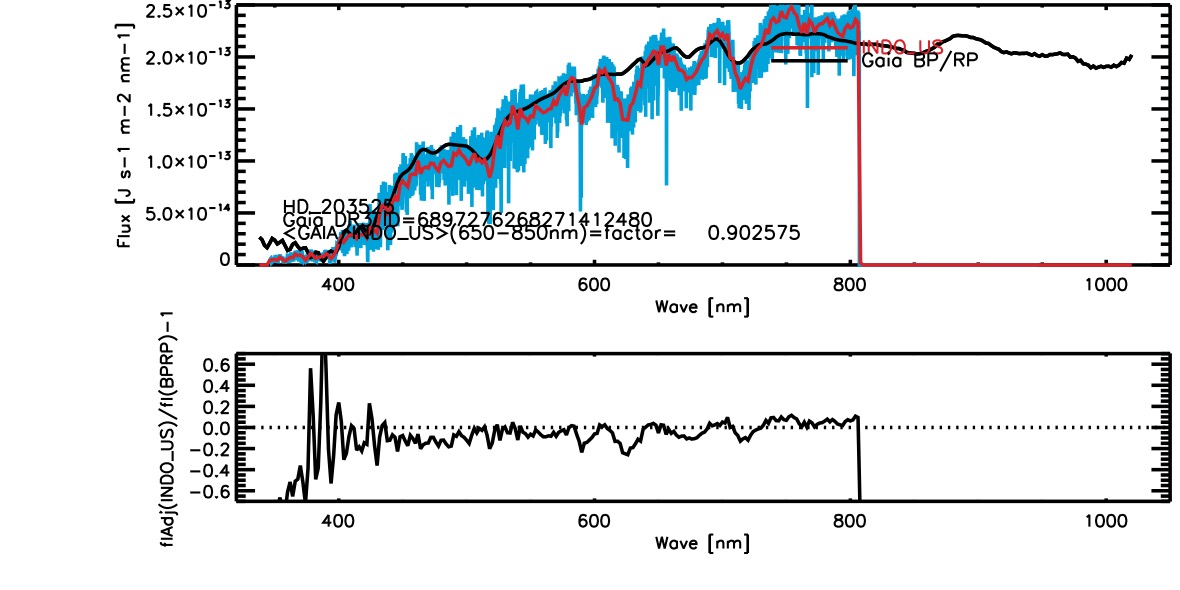 2.5×10⁻¹³
2.0×10⁻¹³
1.5×10⁻¹³
1.0×10⁻¹³
5.0×10⁻¹⁴
0
Flux [J s−1 m−2 nm−1]
INDO_US
Gaia BP/RP
HD_203525
Gaia DR3 ID=6897276268271412480
<GAIA/INDO_US>(650−850nm)=factor= 0.902575
400 600 800 1000
Wave [nm]
0.6
0.4
0.2
0.0
−0.2
−0.4
−0.6
flAdj(INDO_US)/fl(BPRP)−1
400 600 800 1000
Wave [nm]